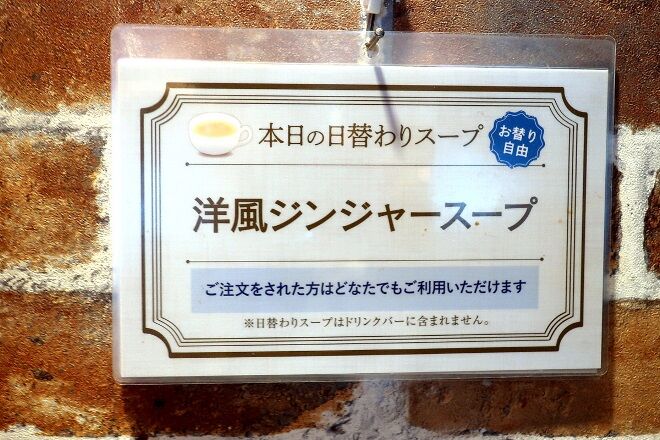 本日の日替わりスープ
お替り
自由
洋風ジンジャースープ
ご注文をされた方はどなたでもご利用いただけます
※日替わりスープはドリンクバーに含まれません。